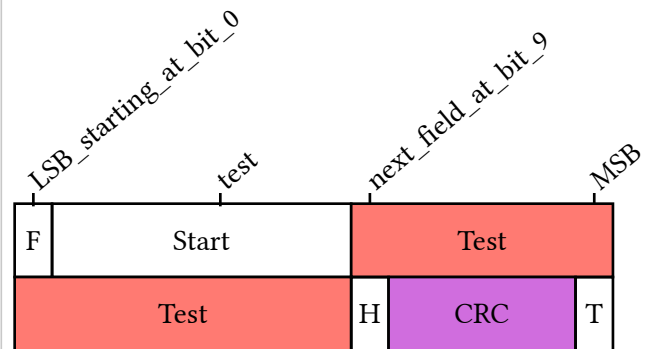 LSB_starting_at_bit_0
test
next_field_at_bit_9
MSB
F Start Test
Test H CRC T